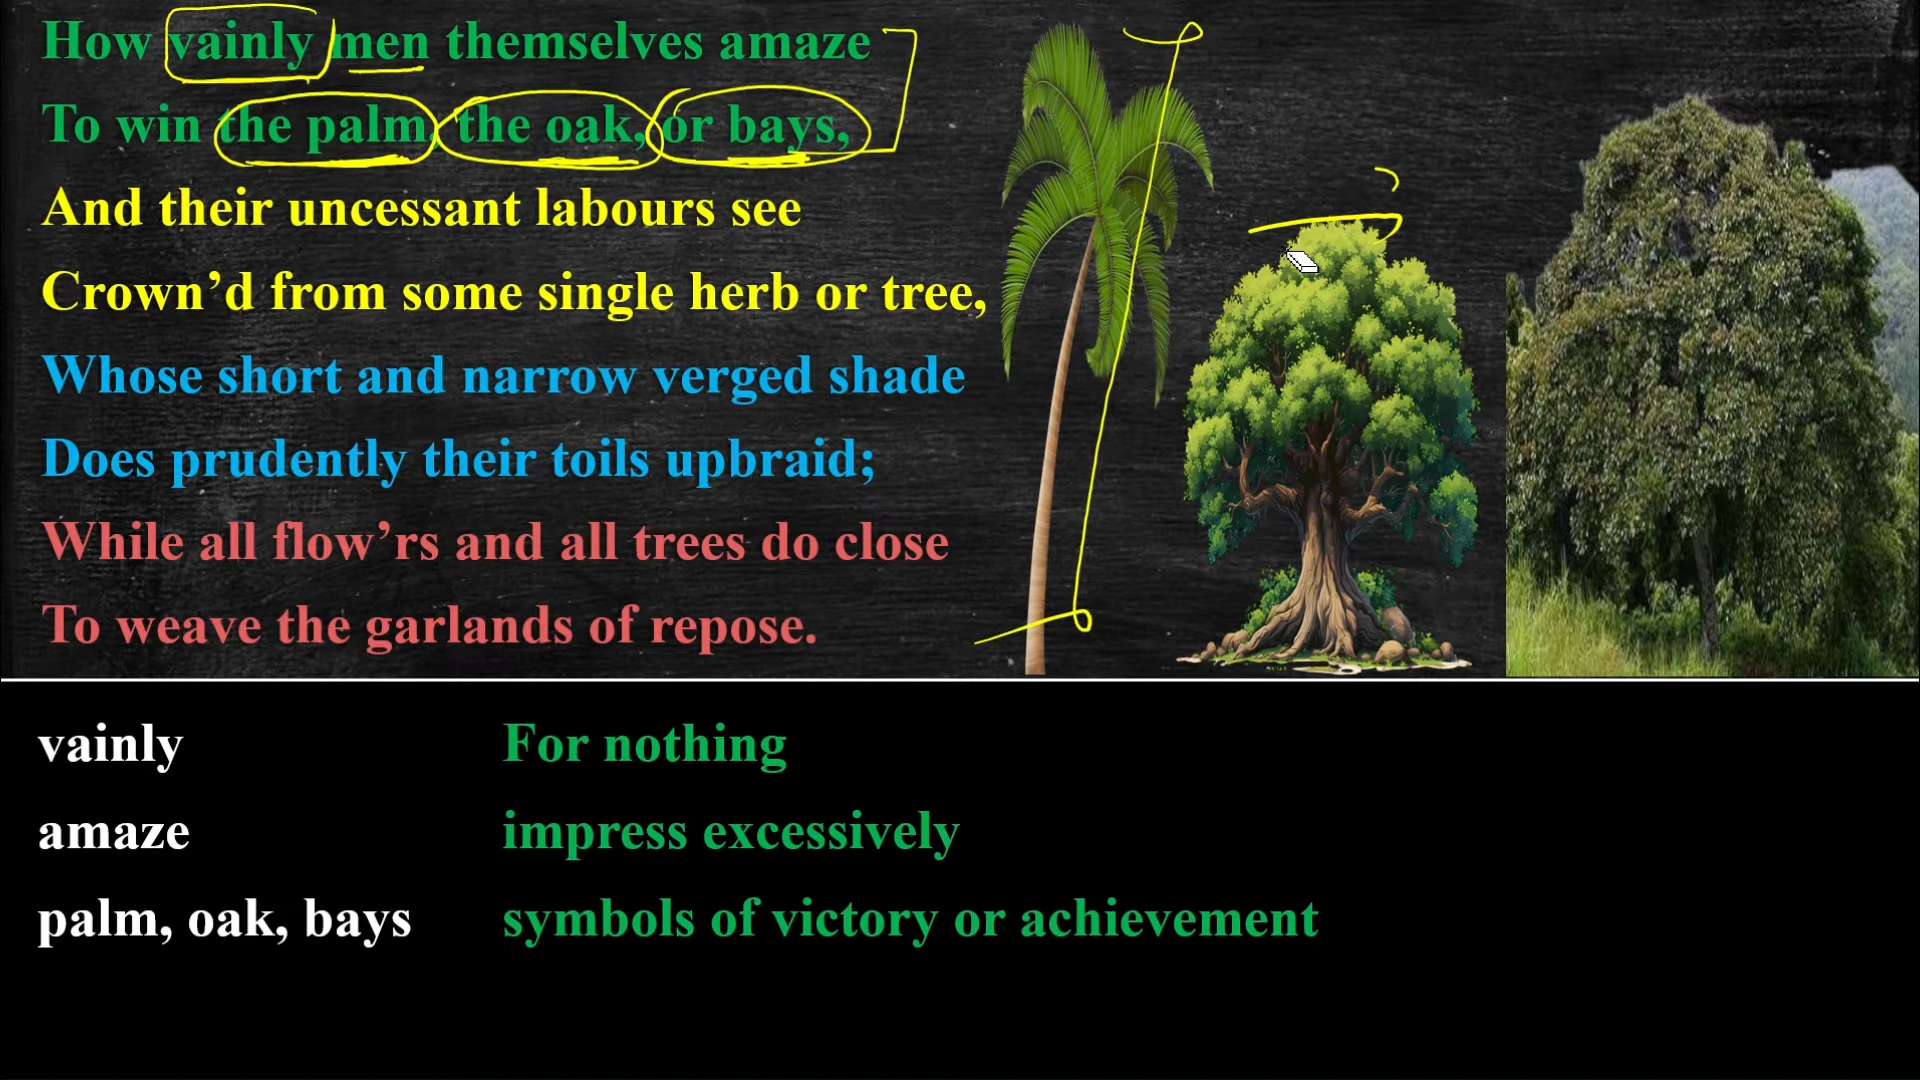 How vainly men themselves amaze
To win the palm, the oak, or bays,
And their uncessant labours see
Crown’d from some single herb or tree,
Whose short and narrow verged shade
Does prudently their toils upbraid;
While all flow’rs and all trees do close
To weave the garlands of repose.
vainly For nothing
amaze impress excessively
palm, oak, bays symbols of victory or achievement